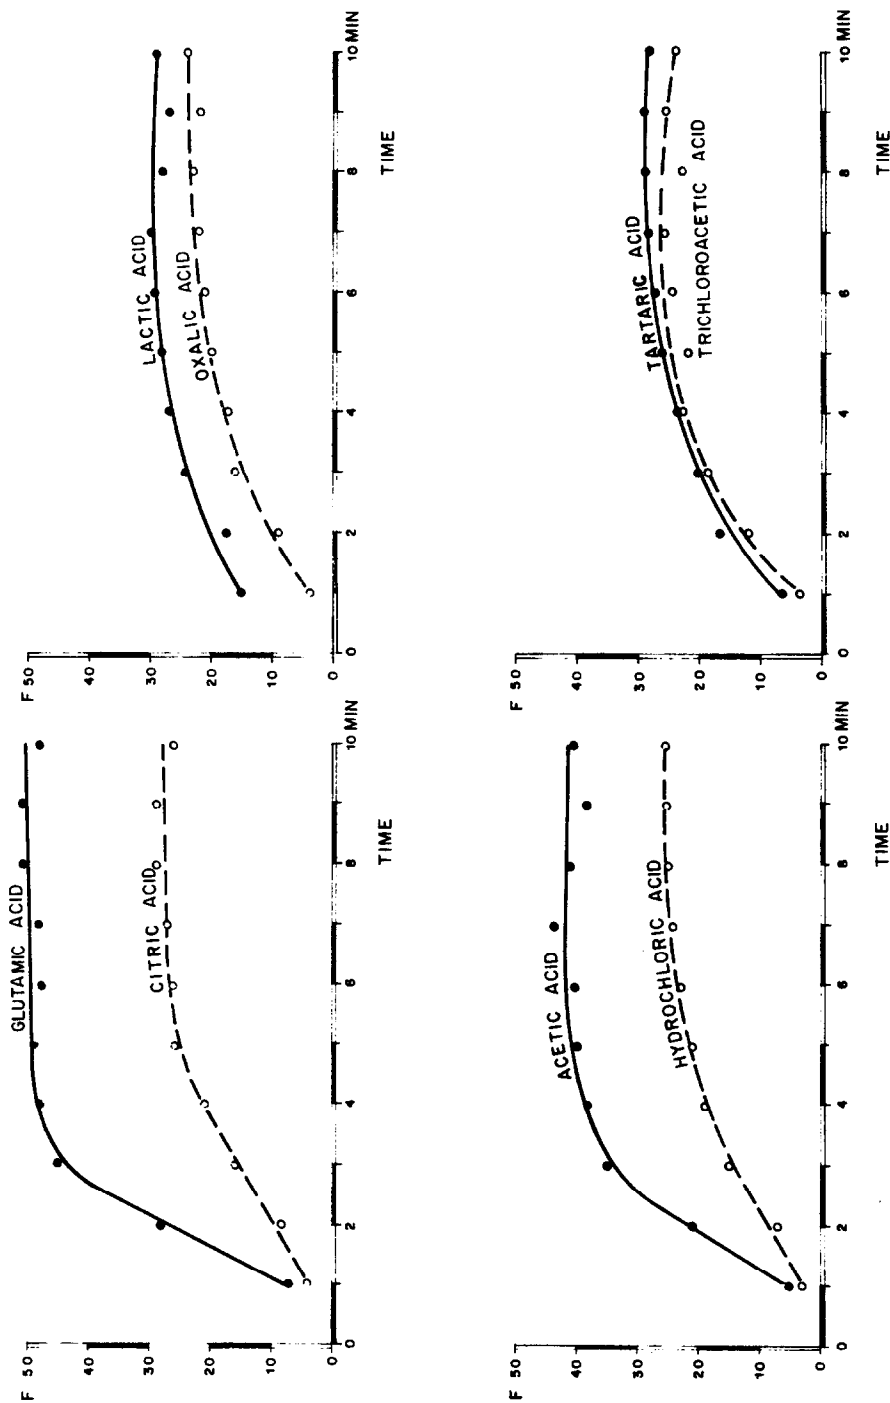 F 50
40
30
20
10
0
0
2
4
6
8
10 MIN
TIME
GLUTAMIC ACID
CITRIC ACID
F 50
40
30
20
10
0
0
2
4
6
8
10 MIN
TIME
LACTIC ACID
OXALIC ACID
F 50
40
30
20
10
0
0
2
4
6
8
10 MIN
TIME
ACETIC ACID
HYDROCHLORIC ACID
F 50
40
30
20
10
0
0
2
4
6
8
10 MIN
TIME
TARTARIC ACID
TRICHLOROACETIC ACID